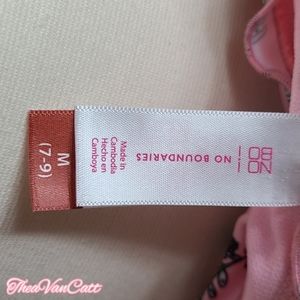 NO
BO
NO BOUNDARIES
Made in
Cambodia
Hecho en
Camboya
M
(7-9)
TheaVanCatt